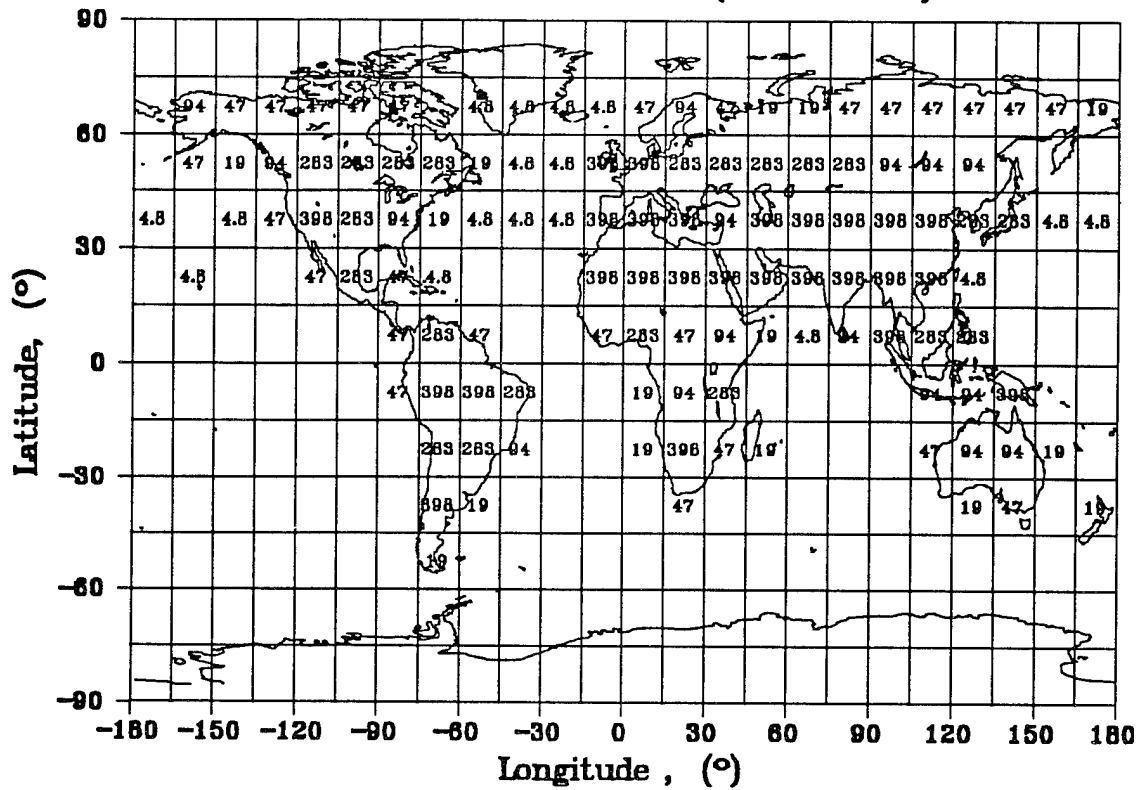 90
94 47 47 47 47 47 4.8 4.8 4.8 4.8 47 94 47 19 19 47 47 47 47 47 47 19
60
47 19 94 283 283 283 283 19 4.8 4.8 398 398 283 283 283 283 283 94 94 94
4.8 4.8 47 398 283 94 19 4.8 4.8 4.8 398 398 398 94 398 398 398 398 398 283 283 4.8 4.8
30
4.8 47 283 47 4.8 398 398 398 398 398 398 398 398 398 4.8
47 283 47 47 283 47 94 19 4.8 94 398 283 283
0
47 398 398 283 19 94 283 94 94 398
283 283 94 19 398 47 19 47 94 94 19
-30
398 19 47 19 47 19
19
-60
-90
-180 -150 -120 -90 -60 -30 0 30 60 90 120 150 180
Latitude, (°)
Longitude , (°)